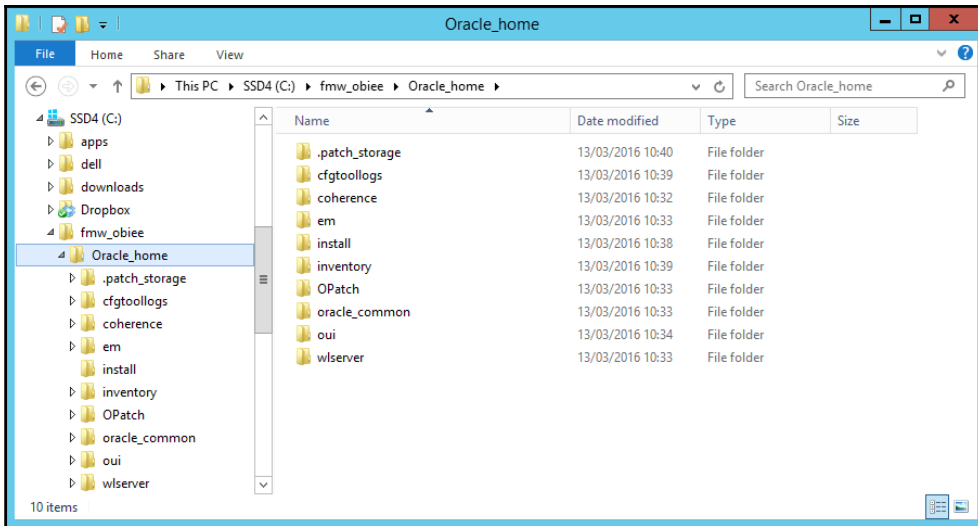 Oracle_home
File Home Share View
This PC SSD4 (C:) fmw_obiee Oracle_home Search Oracle_home
SSD4 (C:)
apps
dell
downloads
Dropbox
fmw_obiee
Oracle_home
.patch_storage
cfgtoollogs
coherence
em
install
inventory
OPatch
oracle_common
oui
wlserver
Name Date modified Type Size
.patch_storage 13/03/2016 10:40 File folder
cfgtoollogs 13/03/2016 10:39 File folder
coherence 13/03/2016 10:32 File folder
em 13/03/2016 10:33 File folder
install 13/03/2016 10:38 File folder
inventory 13/03/2016 10:39 File folder
OPatch 13/03/2016 10:33 File folder
oracle_common 13/03/2016 10:33 File folder
oui 13/03/2016 10:34 File folder
wlserver 13/03/2016 10:33 File folder
10 items